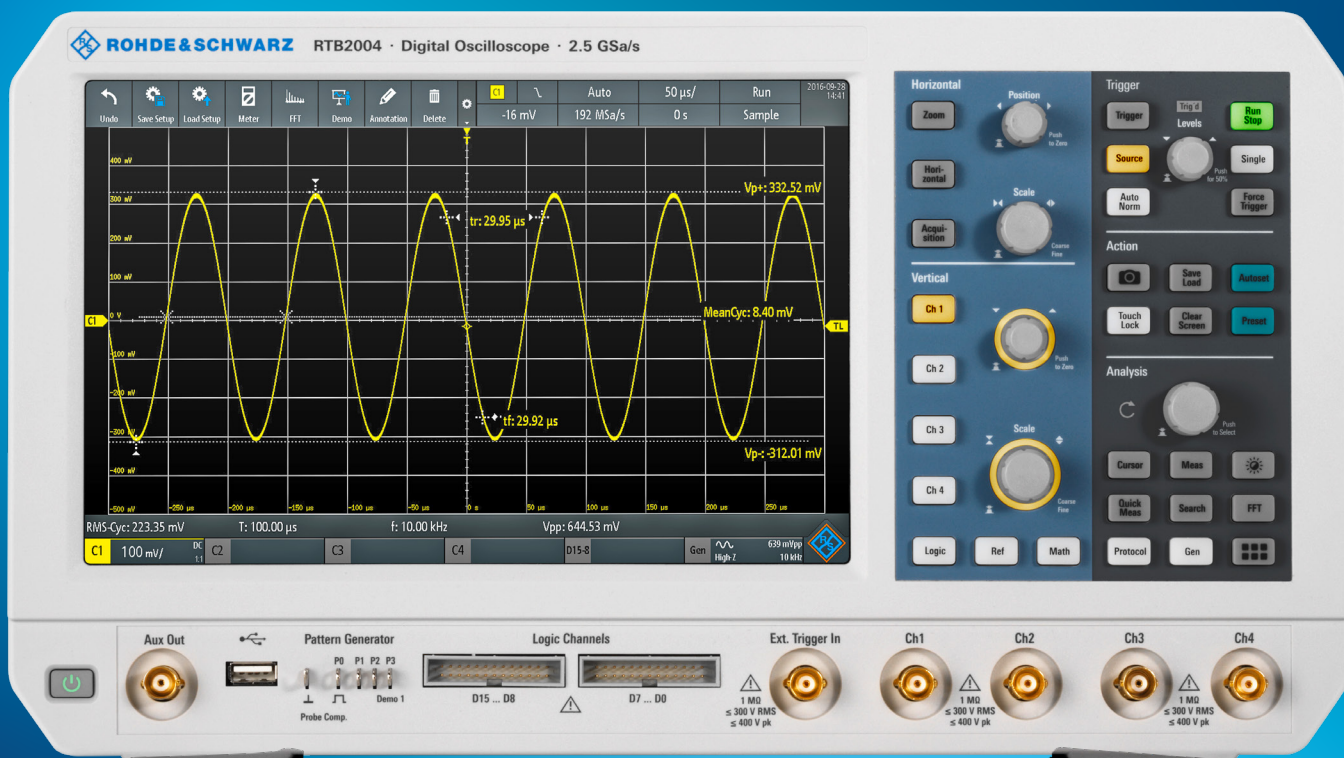 ROHDE & SCHWARZ RTB2004 · Digital Oscilloscope · 2.5 GSa/s
Undo Save Setup Load Setup Meter FFT Demo Annotation Delete
C1 Auto 50 µs/ Run 2016-09-28
14:41
-16 mV 192 MSa/s 0 s Sample
T
400 mV
300 mV
200 mV
100 mV
0 V
-100 mV
-200 mV
-300 mV
-400 mV
-500 mV
Vp+: 332.52 mV
tr: 29.95 µs
MeanCyc: 8.40 mV
C1
TL
tf: 29.92 µs
Vp-: -312.01 mV
-250 µs -200 µs -150 µs -100 µs -50 µs 0 s 50 µs 100 µs 150 µs 200 µs 250 µs
RMS-Cyc: 223.35 mV T: 100.00 µs f: 10.00 kHz Vpp: 644.53 mV
C1 100 mV/ DC
1:1
C2 C3 C4 D15-8 Gen
High-Z
639 mVpp
10 kHz
Horizontal
Zoom
Position
Push
to Zero
Hori-
zontal
Scale
Acqui-
sition
Coarse
Fine
Vertical
Ch 1
Push
to Zero
Ch 2
Ch 3
Scale
Ch 4
Coarse
Fine
Logic Ref Math
Trigger
Trigger
Trig'd
Levels
Run
Stop
Source
Push
for 50%
Single
Auto
Norm
Force
Trigger
Action
Save
Load
Autoset
Touch
Lock
Clear
Screen
Preset
Analysis
Push
to Select
Cursor Meas
Quick
Meas
Search FFT
Protocol Gen
Aux Out
Pattern Generator
P0 P1 P2 P3
Demo 1
Probe Comp.
Logic Channels
D15 ... D8
D7 ... D0
Ext. Trigger In
1 MΩ
≤ 300 V RMS
≤ 400 V pk
Ch1
Ch2
1 MΩ
≤ 300 V RMS
≤ 400 V pk
Ch3
Ch4
1 MΩ
≤ 300 V RMS
≤ 400 V pk